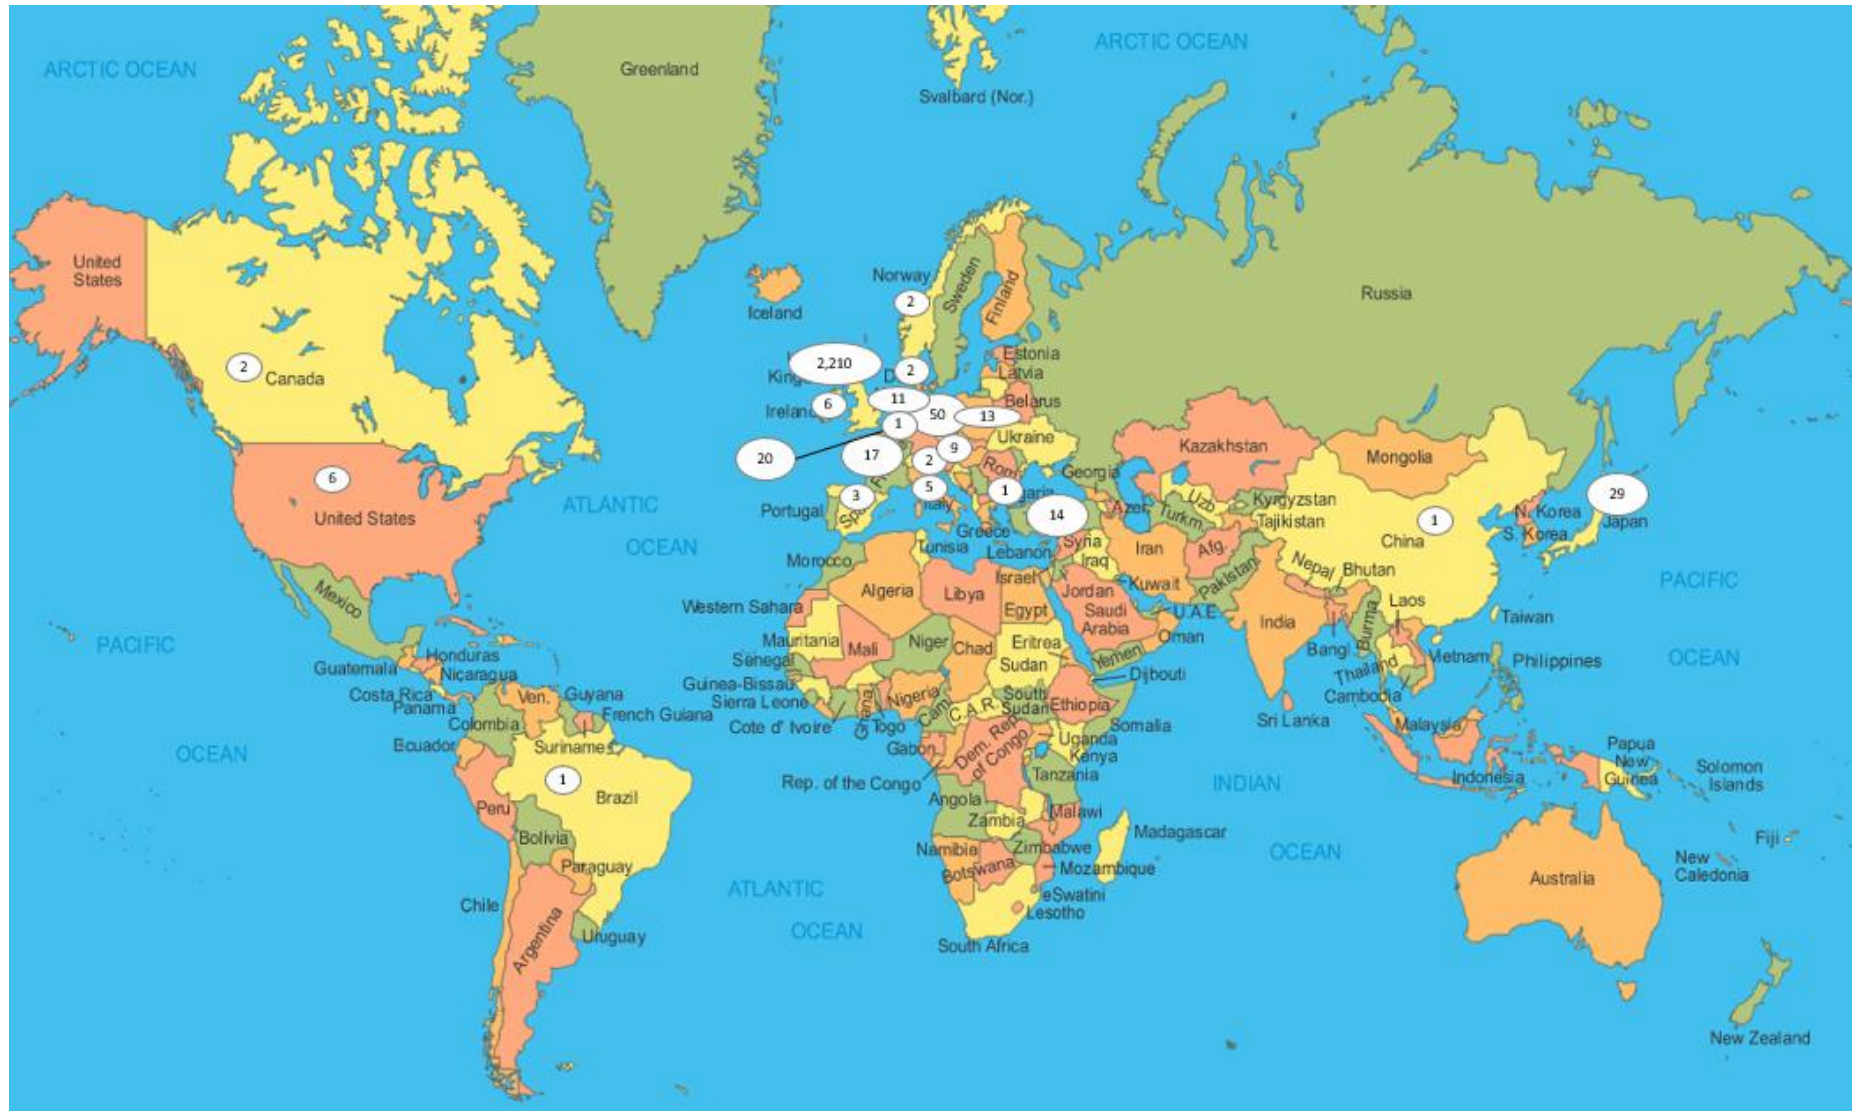 ARCTIC OCEAN
ARCTIC OCEAN
Greenland
Svalbard (Nor.)
United
States
Russia
Norway
2
Sweden
Finland
Iceland
2,210
2
Estonia
Latvia
2
Canada
11
50
13
Belarus
Ireland
6
1
Ukraine
20
17
9
2
Kazakhstan
Mongolia
6
United States
ATLANTIC
OCEAN
5
3
1
14
Georgia
Portugal
Italy
Greece
Azer.
Uzb.
Turkm.
Kyrgyzstan
Tajikistan
China
1
29
N. Korea
S. Korea
Japan
Morocco
Tunisia
Lebanon
Syria
Iraq
Iran
Afg.
Pakistan
Nepal
Bhutan
Israel
Jordan
Kuwait
PACIFIC
OCEAN
Mexico
Western Sahara
Algeria
Libya
Egypt
Saudi
Arabia
U.A.E.
Oman
India
Burma
Laos
Taiwan
PACIFIC
OCEAN
Mauritania
Mali
Niger
Chad
Eritrea
Sudan
Yemen
Djibouti
Bangl.
Thailand
Vietnam
Philippines
Honduras
Guatemala
Nicaragua
Costa Rica
Panama
Ven.
Guyana
French Guiana
Colombia
Suriname
Ecuador
Senegal
Guinea-Bissau
Sierra Leone
Cote d' Ivoire
Ghana
Togo
Nigeria
Cam.
C.A.R.
South
Sudan
Ethiopia
Somalia
Cambodia
Sri Lanka
Malaysia
Gabon
Dem. Rep.
of Congo
Uganda
Kenya
Rep. of the Congo
Tanzania
INDIAN
OCEAN
Indonesia
Papua
New
Guinea
Solomon
Islands
1
Brazil
Peru
Bolivia
Paraguay
Angola
Zambia
Malawi
Madagascar
Namibia
Zimbabwe
Botswana
Mozambique
eSwatini
Lesotho
South Africa
Fiji
New
Caledonia
Australia
ATLANTIC
OCEAN
Chile
Argentina
Uruguay
New Zealand